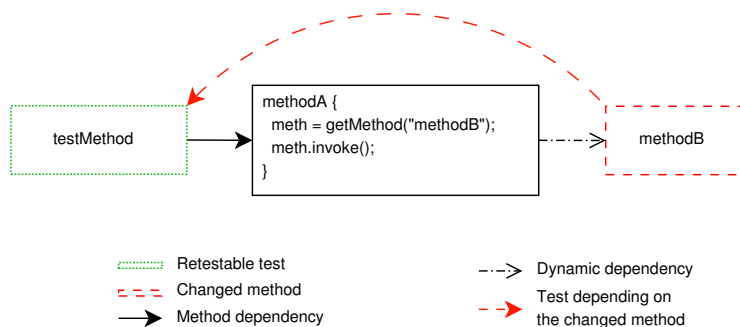 testMethod
methodA {
meth = getMethod("methodB");
meth.invoke();
}
methodB
Retestable test
Changed method
Method dependency
Dynamic dependency
Test depending on
the changed method